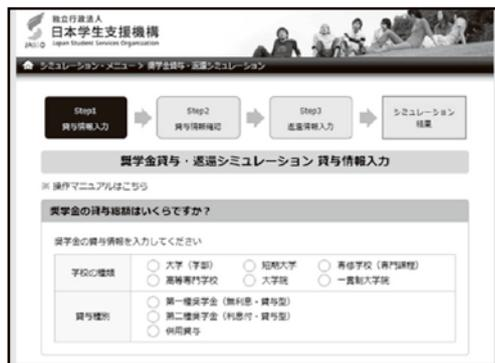 独立行政法人
日本学生支援機構
JASSO Japan Student Services Organization
シミュレーション・メニュー > 奨学金貸与・返還シミュレーション
Step1
貸与情報入力
Step2
貸与情報確認
Step3
返還情報入力
シミュレーション
結果
奨学金貸与・返還シミュレーション 貸与情報入力
※ 操作マニュアルはこちら
奨学金の貸与総額はいくらですか？
奨学金の貸与情報を入力してください
学校の種類
大学（学部） 短期大学 専修学校（専門課程）
高等専門学校 大学院 一貫制大学院
貸与種別
第一種奨学金（無利息・貸与型）
第二種奨学金（利息付・貸与型）
併用貸与